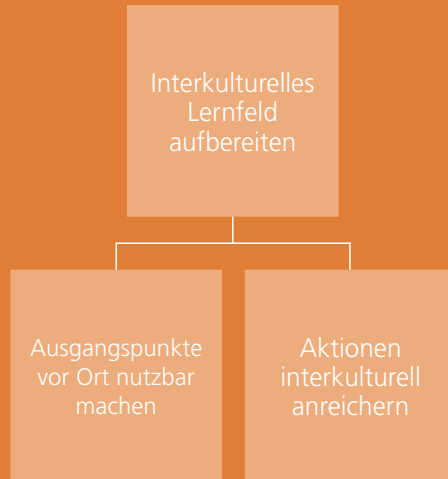 Interkulturelles
Lernfeld
aufbereiten
Ausgangspunkte
vor Ort nutzbar
machen
Aktionen
interkulturell
anreichern